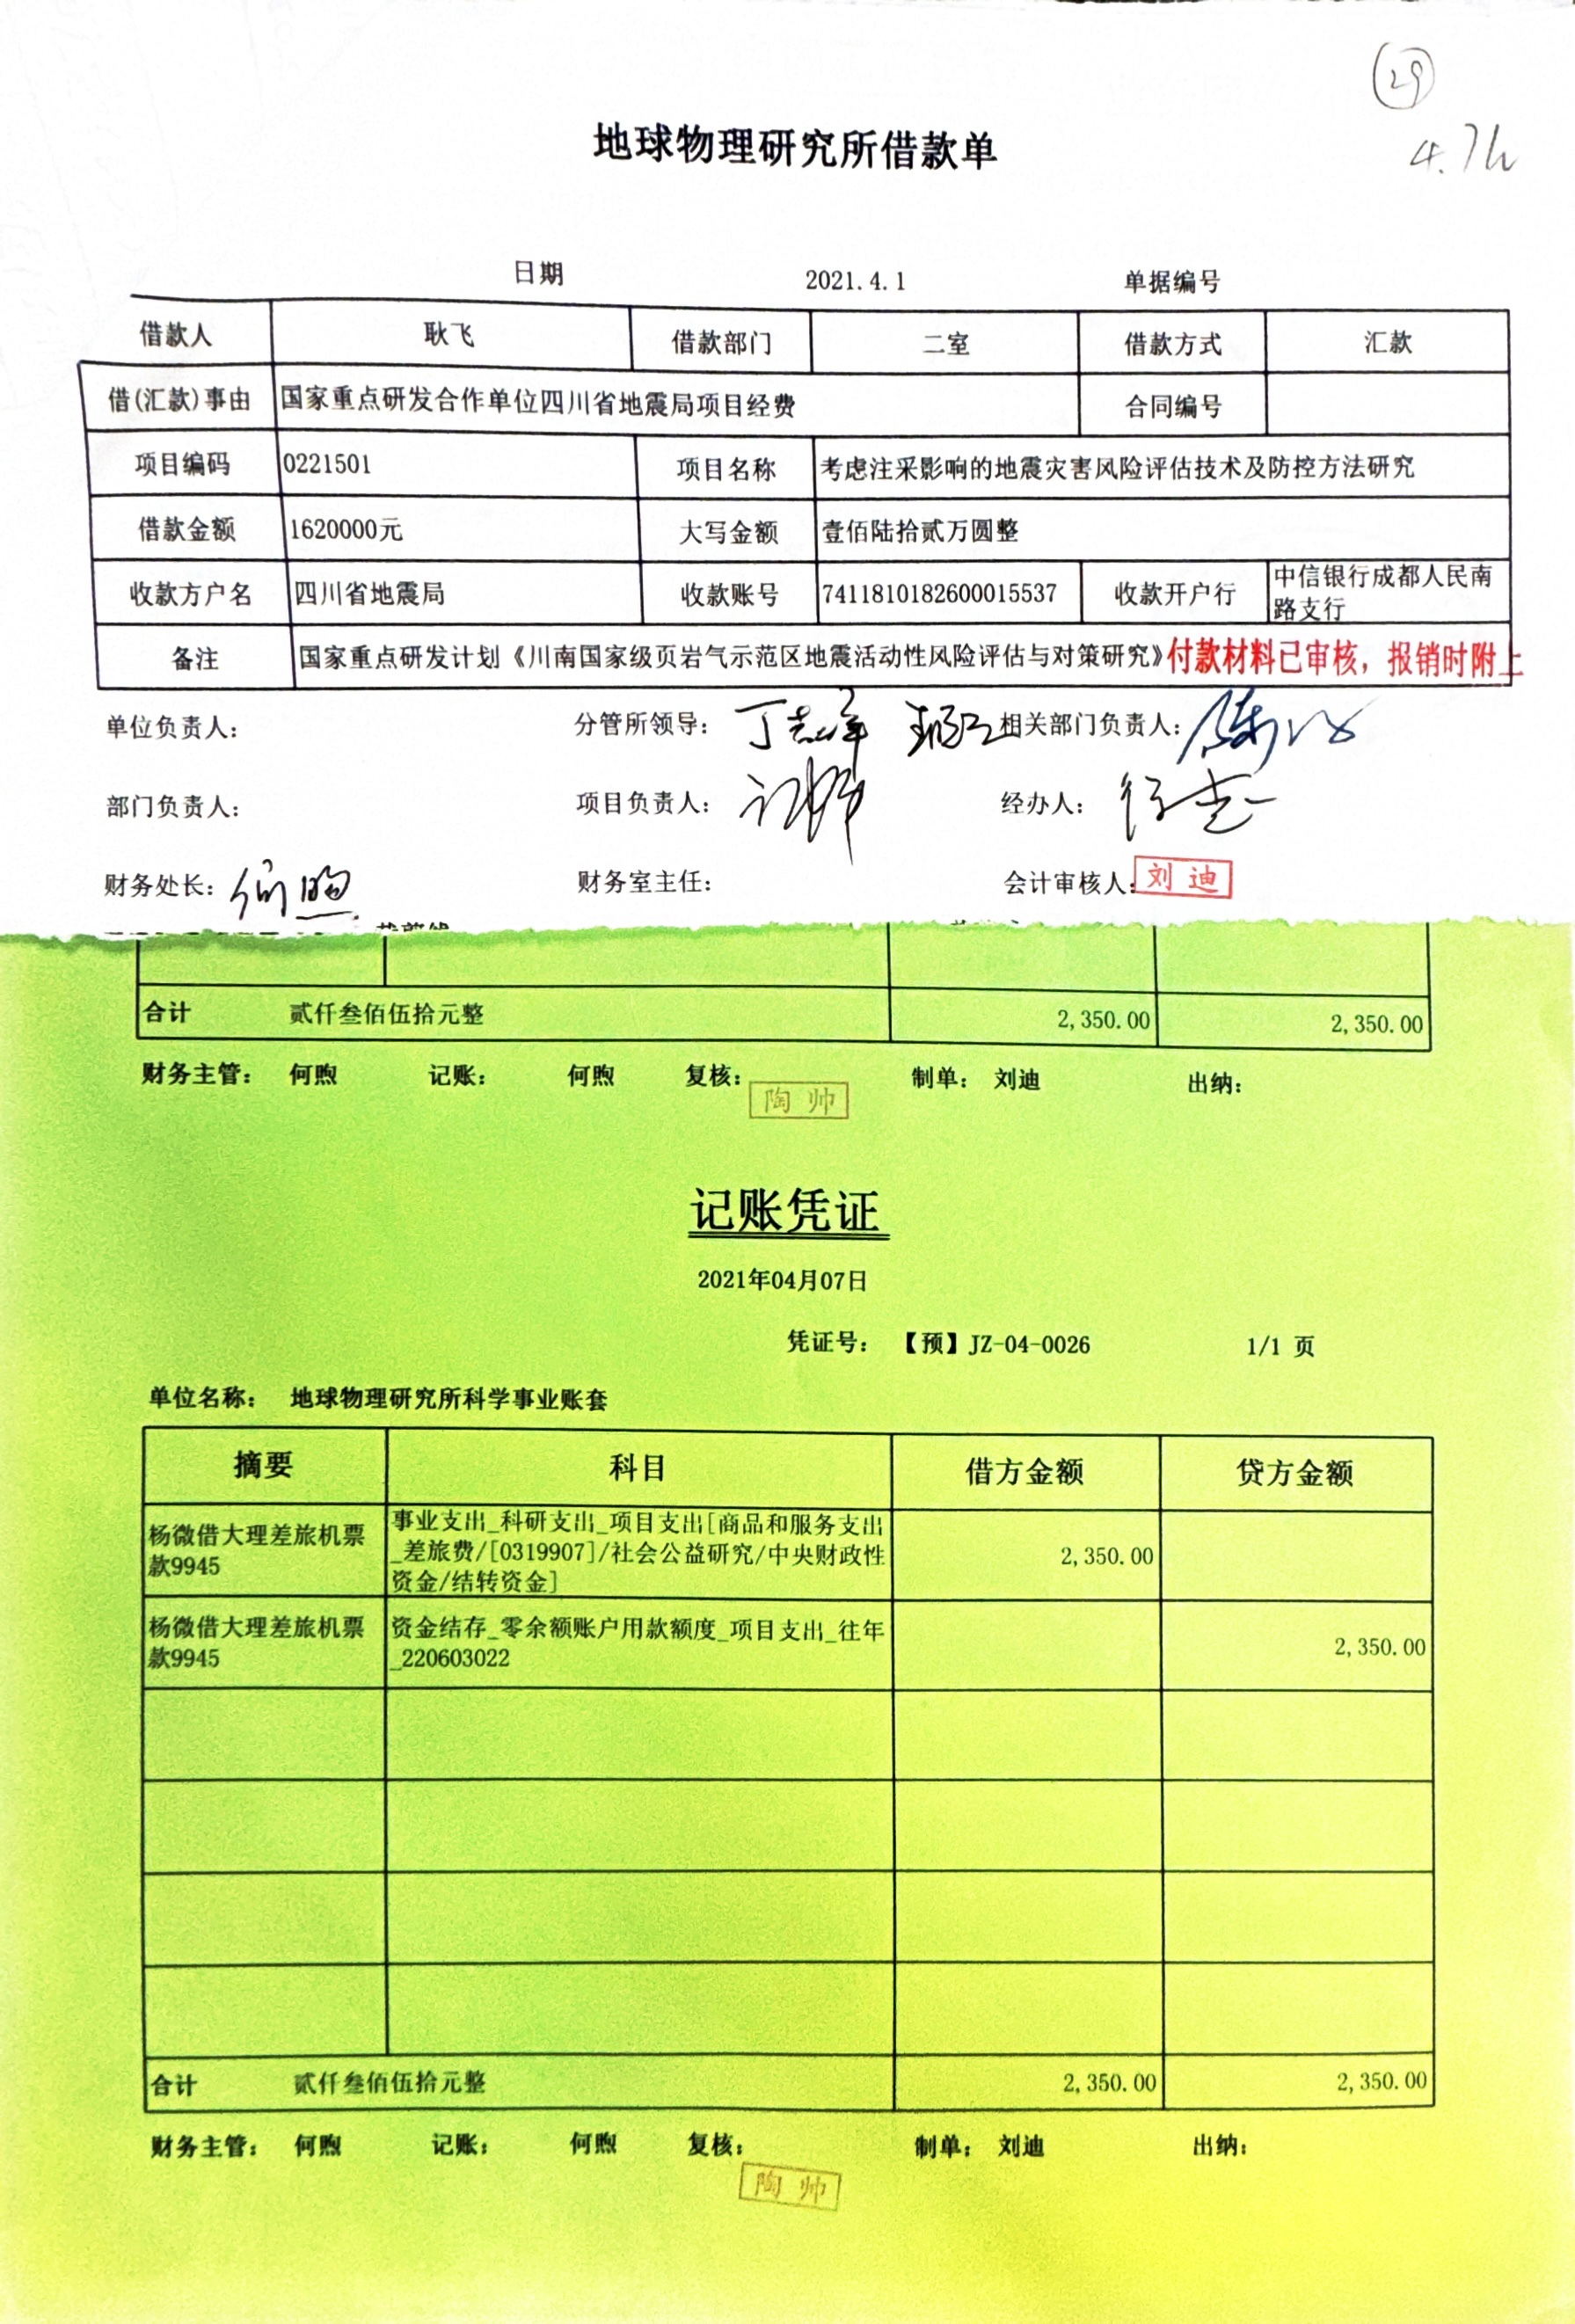 29
地球物理研究所借款单
日期 2021.4.1 单据编号
借款人 耿飞 借款部门 二室 借款方式 汇款
借(汇款)事由 国家重点研发合作单位四川省地震局项目经费 合同编号
项目编码 0221501 项目名称 考虑注采影响的地震灾害风险评估技术及防控方法研究
借款金额 1620000元 大写金额 壹佰陆拾贰万圆整
收款方户名 四川省地震局 收款账号 7411810182600015537 收款开户行 中信银行成都人民南
路支行
备注 国家重点研发计划《川南国家级页岩气示范区地震活动性风险评估与对策研究》付款材料已审核，报销时附上
单位负责人： 分管所领导： 相关部门负责人：
部门负责人： 项目负责人： 经办人：
财务处长：何煦 财务室主任： 会计审核人：刘迪
合计 贰仟叁佰伍拾元整 2,350.00 2,350.00
财务主管： 何煦 记账： 何煦 复核： 制单： 刘迪 出纳：
陶帅
记账凭证
2021年04月07日
凭证号： 【预】JZ-04-0026 1/1 页
单位名称： 地球物理研究所科学事业账套
摘要 科目 借方金额 贷方金额
杨微借大理差旅机票
款9945
事业支出_科研支出_项目支出[商品和服务支出
_差旅费/[0319907]/社会公益研究/中央财政性
资金/结转资金]
2,350.00
杨微借大理差旅机票
款9945
资金结存_零余额账户用款额度_项目支出_往年
_220603022
2,350.00
合计 贰仟叁佰伍拾元整 2,350.00 2,350.00
财务主管： 何煦 记账： 何煦 复核： 制单： 刘迪 出纳：
陶帅